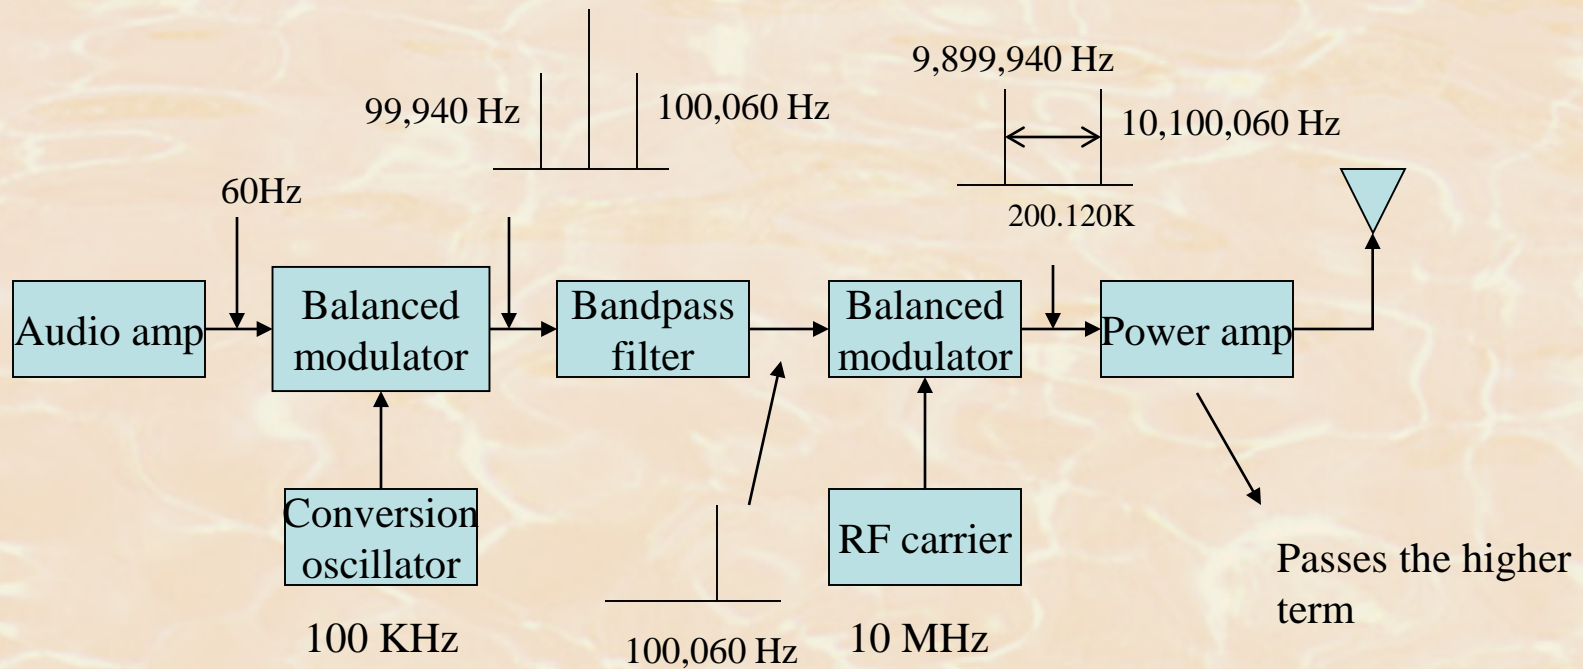 9,899,940 Hz
99,940 Hz
100,060 Hz
10,100,060 Hz
60Hz
200.120K
Audio amp
Balanced
modulator
Bandpass
filter
Balanced
modulator
Power amp
Conversion
oscillator
RF carrier
Passes the higher
term
100 KHz
100,060 Hz
10 MHz